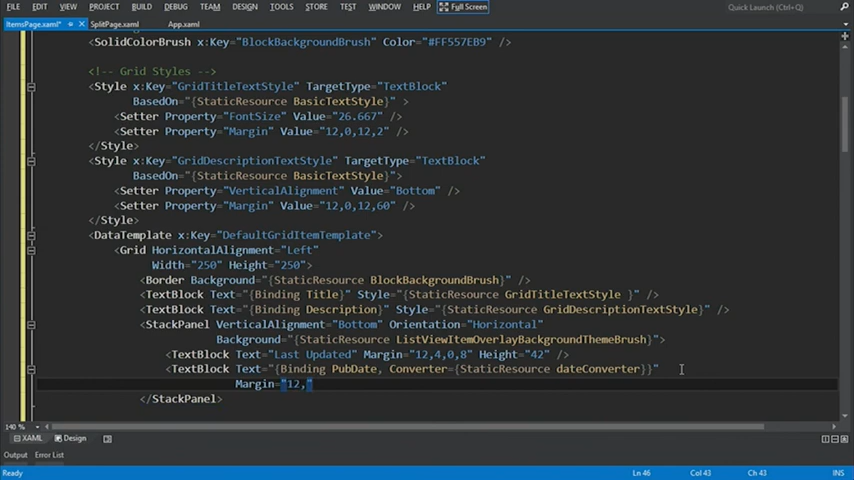 FILE EDIT VIEW PROJECT BUILD DEBUG TEAM DESIGN TOOLS STORE TEST WINDOW HELP Full Screen Quick Launch (Ctrl+Q)
ItemsPage.xaml* SplitPage.xaml App.xaml
<SolidColorBrush x:Key="BlockBackgroundBrush" Color="#FF557EB9" />
<!-- Grid Styles -->
<Style x:Key="GridTitleTextStyle" TargetType="TextBlock"
BasedOn="{StaticResource BasicTextStyle}" >
<Setter Property="FontSize" Value="26.667" />
<Setter Property="Margin" Value="12,0,12,2" />
</Style>
<Style x:Key="GridDescriptionTextStyle" TargetType="TextBlock"
BasedOn="{StaticResource BasicTextStyle}">
<Setter Property="VerticalAlignment" Value="Bottom" />
<Setter Property="Margin" Value="12,0,12,60" />
</Style>
<DataTemplate x:Key="DefaultGridItemTemplate">
<Grid HorizontalAlignment="Left"
Width="250" Height="250">
<Border Background="{StaticResource BlockBackgroundBrush}" />
<TextBlock Text="{Binding Title}" Style="{StaticResource GridTitleTextStyle }" />
<TextBlock Text="{Binding Description}" Style="{StaticResource GridDescriptionTextStyle}" />
<StackPanel VerticalAlignment="Bottom" Orientation="Horizontal"
Background="{StaticResource ListViewItemOverlayBackgroundThemeBrush}">
<TextBlock Text="Last Updated" Margin="12,4,0,8" Height="42" />
<TextBlock Text="{Binding PubDate, Converter={StaticResource dateConverter}}"
Margin="12,"
</StackPanel>
140 %
XAML Design
Output Error List
Ready Ln 46 Col 43 Ch 43 INS